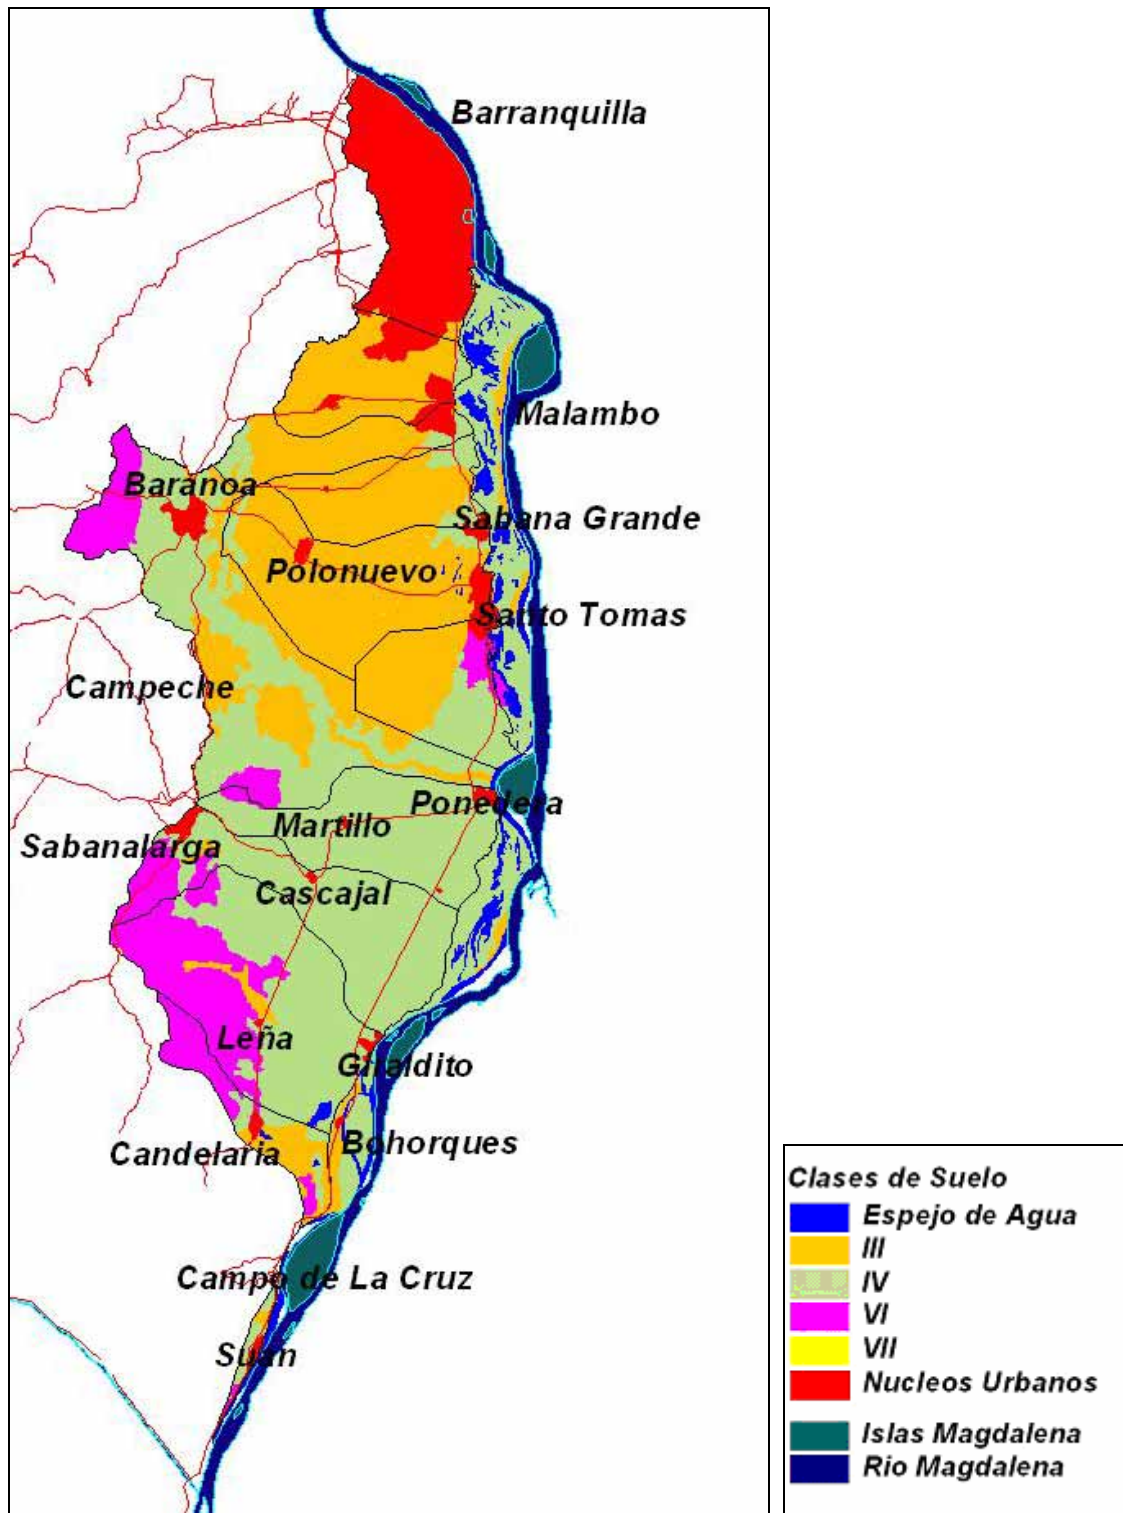 Barranquilla
Malambo
Baranoa
Sabana Grande
Polonuevo
Santo Tomas
Campeche
Ponedera
Martillo
Sabanalarga
Cascajal
Leña
Giraldito
Bohorques
Candelaria
Campo de La Cruz
Suan
Clases de Suelo
Espejo de Agua
III
IV
VI
VII
Nucleos Urbanos
Islas Magdalena
Rio Magdalena